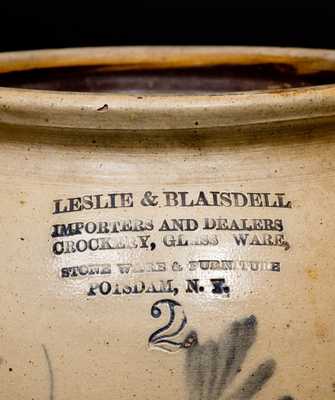 LESLIE & BLAISDELL
IMPORTERS AND DEALERS
CROCKERY, GLASS WARE,
STONE WARE & FURNITURE
POTSDAM, N. Y.
2